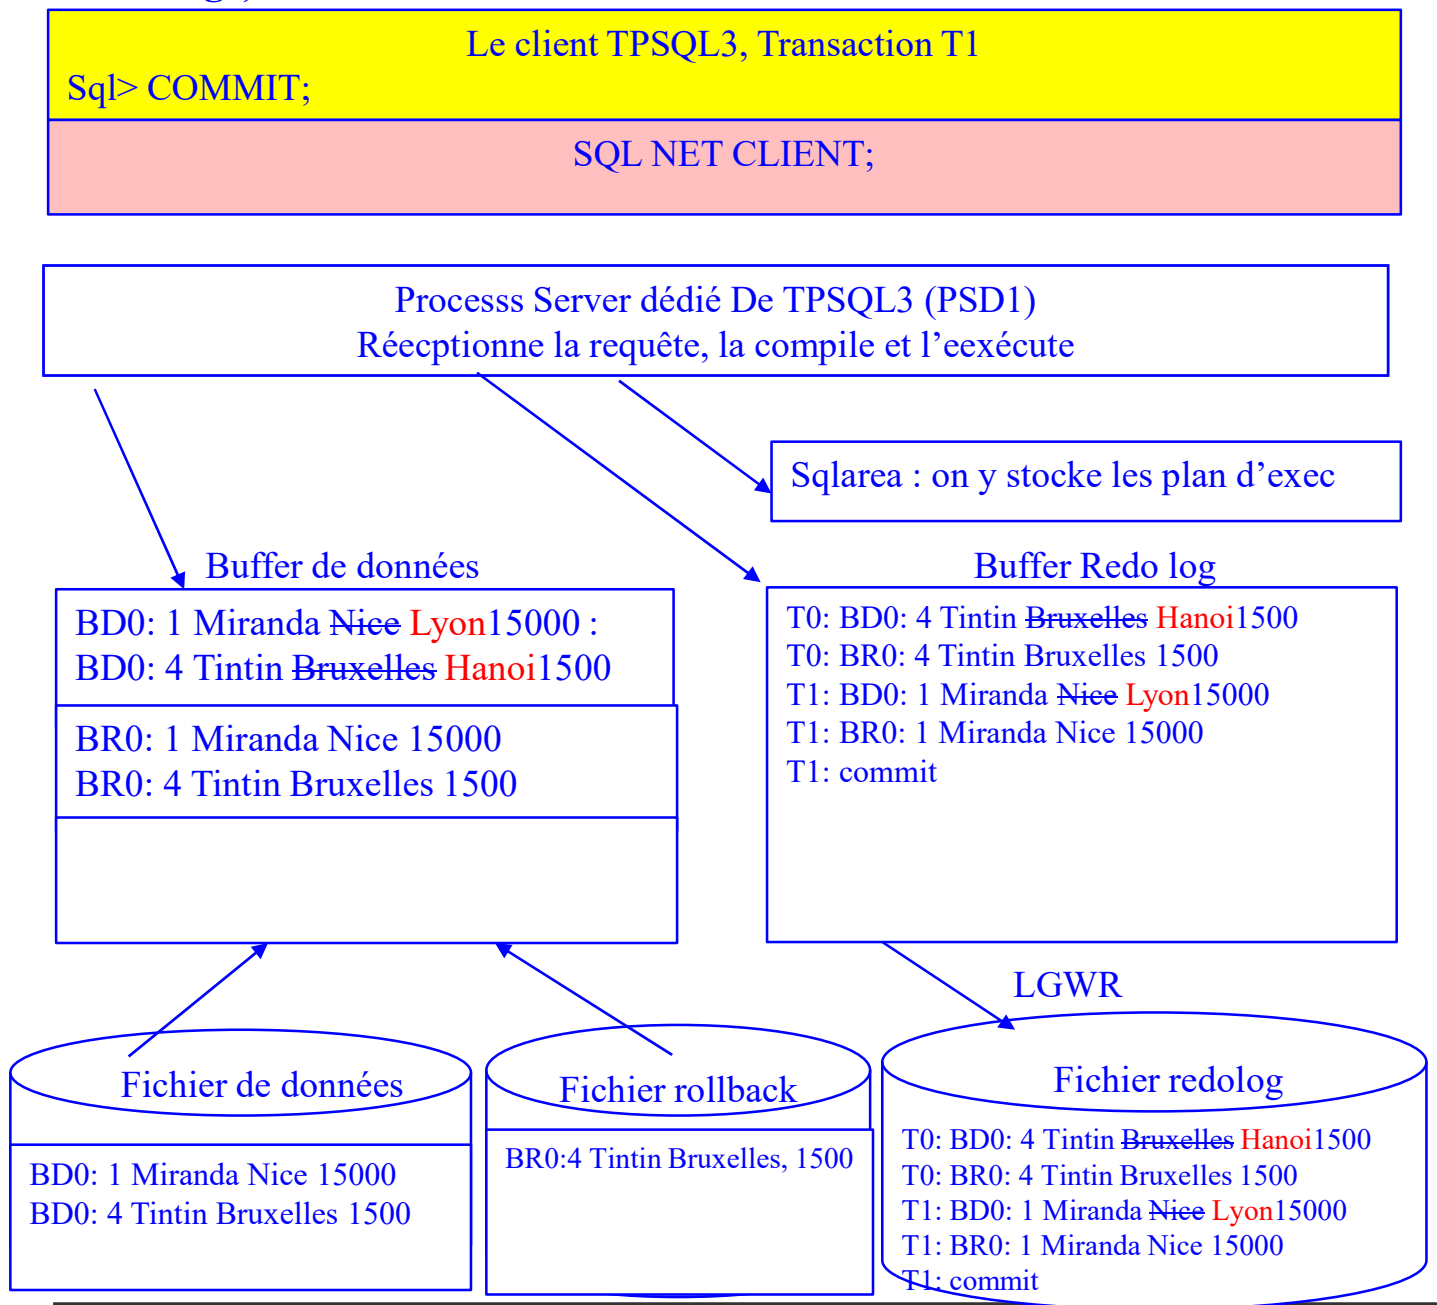 Le client TPSQL3, Transaction T1
Sql> COMMIT;
SQL NET CLIENT;
Processs Server dédié De TPSQL3 (PSD1)
Réecptionne la requête, la compile et l'eexécute
Sqlarea : on y stocke les plan d'exec
Buffer de données
BD0: 1 Miranda Nice Lyon15000 :
BD0: 4 Tintin Bruxelles Hanoi1500
BR0: 1 Miranda Nice 15000
BR0: 4 Tintin Bruxelles 1500
Buffer Redo log
T0: BD0: 4 Tintin Bruxelles Hanoi1500
T0: BR0: 4 Tintin Bruxelles 1500
T1: BD0: 1 Miranda Nice Lyon15000
T1: BR0: 1 Miranda Nice 15000
T1: commit
LGWR
Fichier de données
BD0: 1 Miranda Nice 15000
BD0: 4 Tintin Bruxelles 1500
Fichier rollback
BR0:4 Tintin Bruxelles, 1500
Fichier redolog
T0: BD0: 4 Tintin Bruxelles Hanoi1500
T0: BR0: 4 Tintin Bruxelles 1500
T1: BD0: 1 Miranda Nice Lyon15000
T1: BR0: 1 Miranda Nice 15000
T1: commit